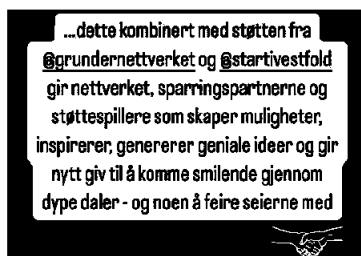 ...dette kombinert med støtten fra
@grundernettverket og @startivestfold
gir nettverket, sparringspartnerne og
støttespillere som skaper muligheter,
inspirerer, genererer geniale ideer og gir
nytt giv til å komme smilende gjennom
dype daler - og noen å feire seierne med